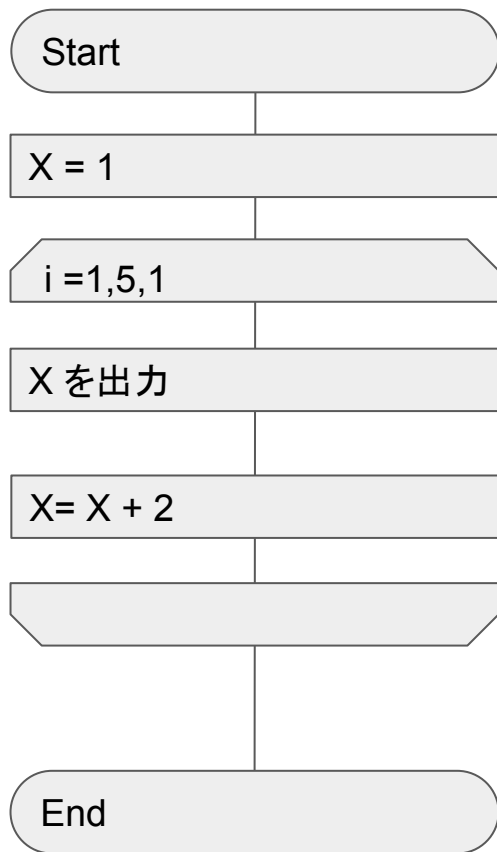 Start
X = 1
i =1,5,1
X を出力
X= X + 2
End